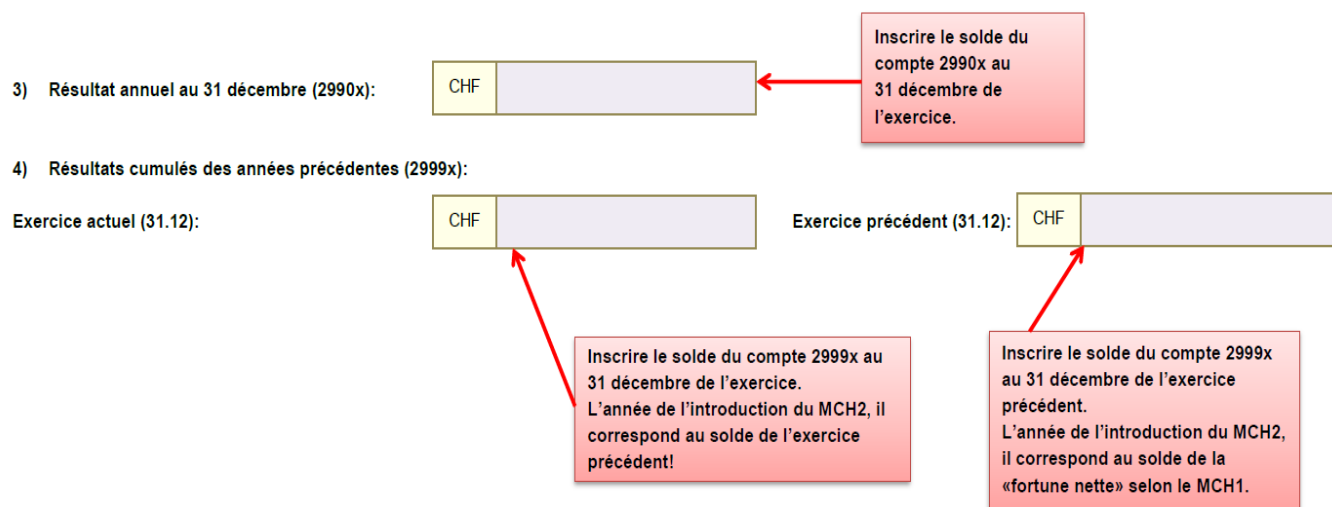 Inscrire le solde du
compte 2990x au
31 décembre de
l'exercice.
3) Résultat annuel au 31 décembre (2990x):
CHF
4) Résultats cumulés des années précédentes (2999x):
Exercice actuel (31.12):
CHF
Exercice précédent (31.12):
CHF
Inscrire le solde du compte 2999x au
31 décembre de l'exercice.
L'année de l'introduction du MCH2, il
correspond au solde de l'exercice
précédent!
Inscrire le solde du compte 2999x
au 31 décembre de l'exercice
précédent.
L'année de l'introduction du MCH2,
il correspond au solde de la
«fortune nette» selon le MCH1.